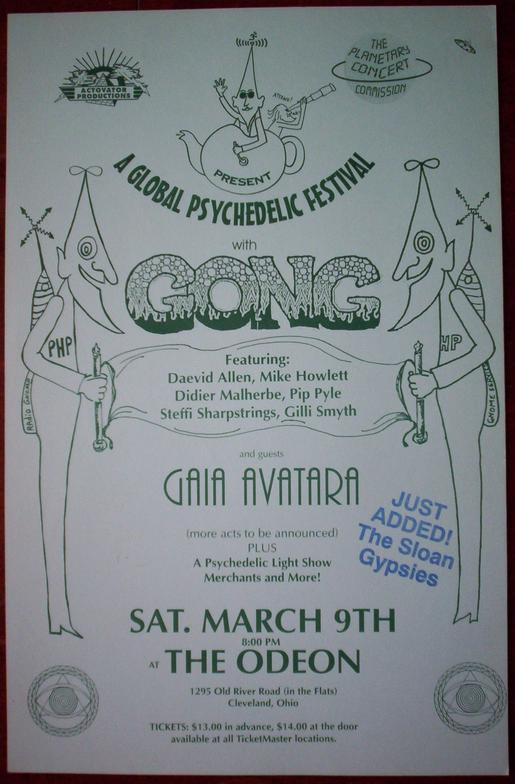 ACTOVATOR
PRODUCTIONS
THE
PLANETARY
CONCERT
COMMISSION
PRESENT
A GLOBAL PSYCHEDELIC FESTIVAL
with
GONG
PHP
HP
Featuring:
Daevid Allen, Mike Howlett
Didier Malherbe, Pip Pyle
Steffi Sharpstrings, Gilli Smyth
and guests
GAIA AVATARA
JUST
ADDED!
The Sloan
Gypsies
(more acts to be announced)
PLUS
A Psychedelic Light Show
Merchants and More!
SAT. MARCH 9TH
8:00 PM
AT THE ODEON
1295 Old River Road (in the Flats)
Cleveland, Ohio
TICKETS: $13.00 in advance, $14.00 at the door
available at all TicketMaster locations.